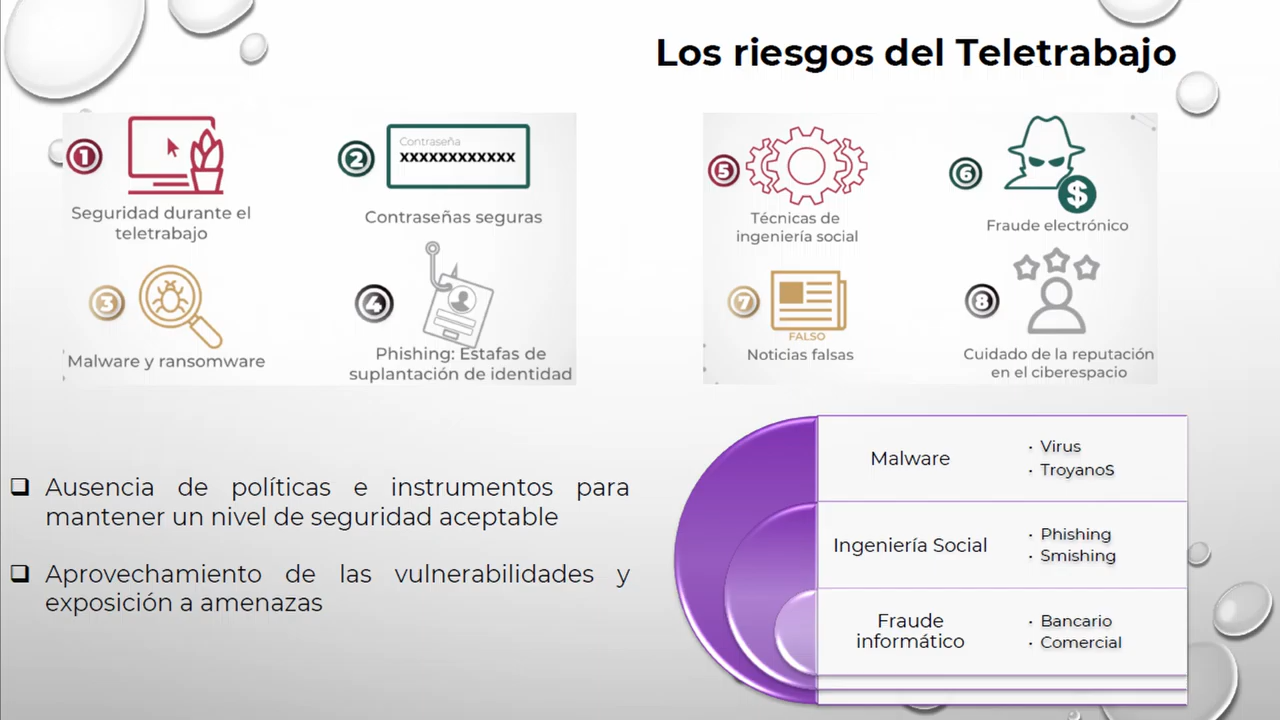 Los riesgos del Teletrabajo
1
Seguridad durante el
teletrabajo
2
Contraseña
xxxxxxxxxxxx
Contraseñas seguras
3
Malware y ransomware
4
Phishing: Estafas de
suplantación de identidad
5
Técnicas de
ingeniería social
6
$
Fraude electrónico
7
FALSO
Noticias falsas
8
Cuidado de la reputación
en el ciberespacio
Ausencia de políticas e instrumentos para
mantener un nivel de seguridad aceptable
Aprovechamiento de las vulnerabilidades y
exposición a amenazas
Malware
· Virus
· TroyanoS
Ingeniería Social
· Phishing
· Smishing
Fraude
informático
· Bancario
· Comercial